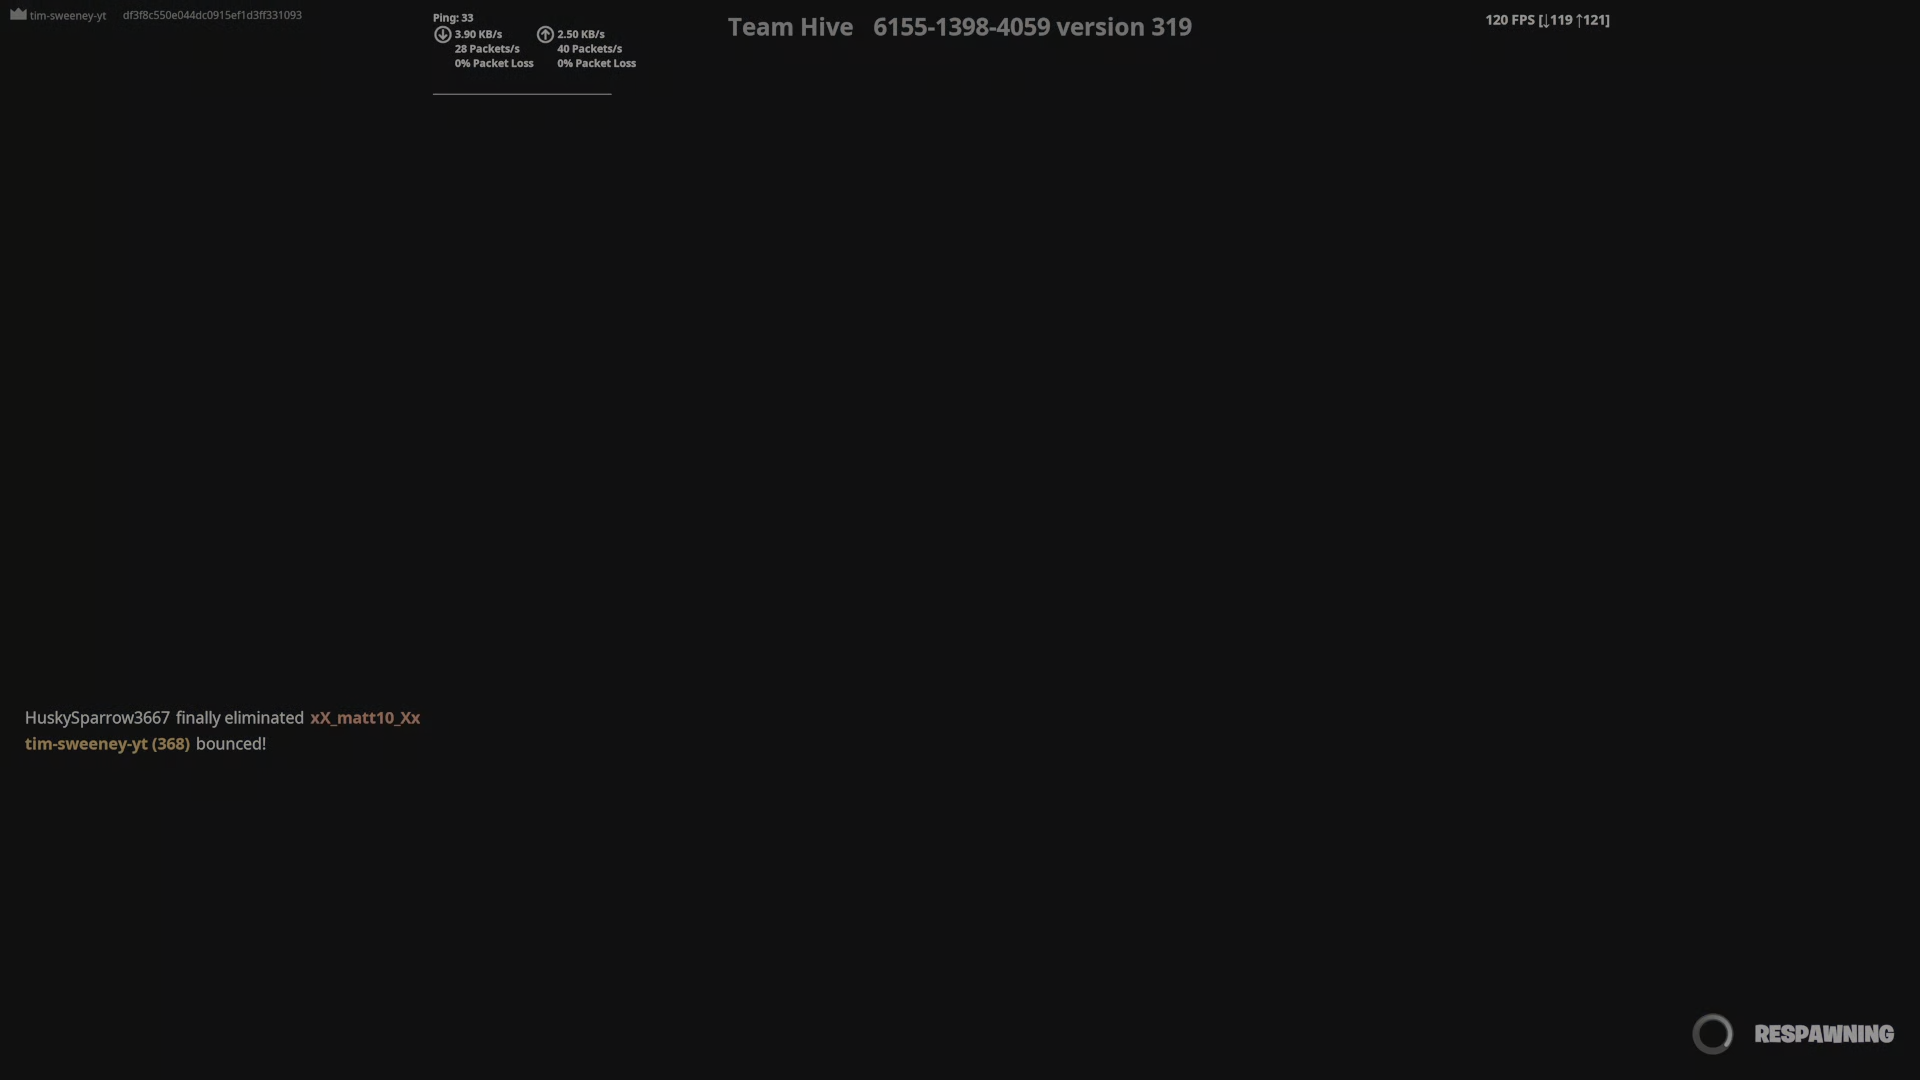 tim-sweeney-yt df3f8c550e044dc0915ef1d3ff331093
Ping: 33
3.90 KB/s 2.50 KB/s
28 Packets/s 40 Packets/s
0% Packet Loss 0% Packet Loss
Team Hive 6155-1398-4059 version 319
120 FPS [↓119 ↑121]
HuskySparrow3667 finally eliminated xX_matt10_Xx
tim-sweeney-yt (368) bounced!
RESPAWNING